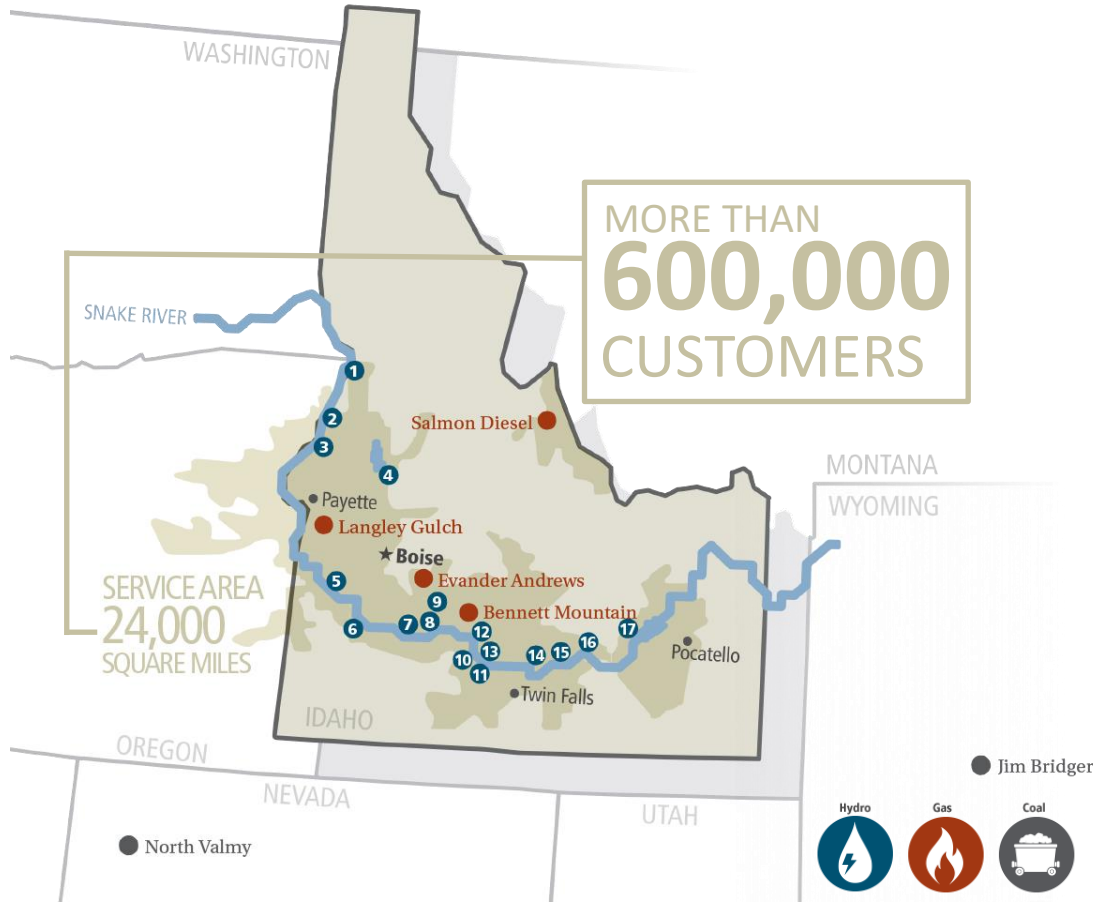 WASHINGTON
MORE THAN
600,000
CUSTOMERS
SNAKE RIVER
1
2
3
Salmon Diesel
4
MONTANA
WYOMING
Payette
Langley Gulch
Boise
Evander Andrews
5
SERVICE AREA
24,000
SQUARE MILES
9
Bennett Mountain
6
7
8
12
17
16
10
13
14
15
11
Pocatello
Twin Falls
IDAHO
OREGON
Jim Bridger
NEVADA
UTAH
Hydro
Gas
Coal
North Valmy